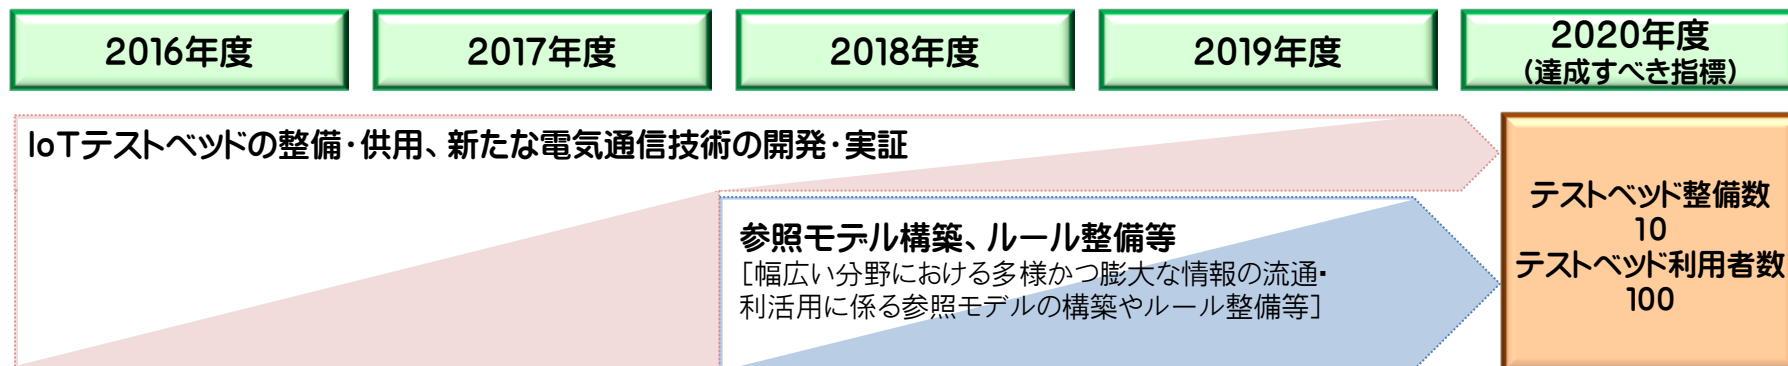 2016年度
2017年度
2018年度
2019年度
2020年度
(達成すべき指標)
IoTテストベッドの整備・供用、新たな電気通信技術の開発・実証
参照モデル構築、ルール整備等
[幅広い分野における多様かつ膨大な情報の流通・
利活用に係る参照モデルの構築やルール整備等]
テストベッド整備数
10
テストベッド利用者数
100